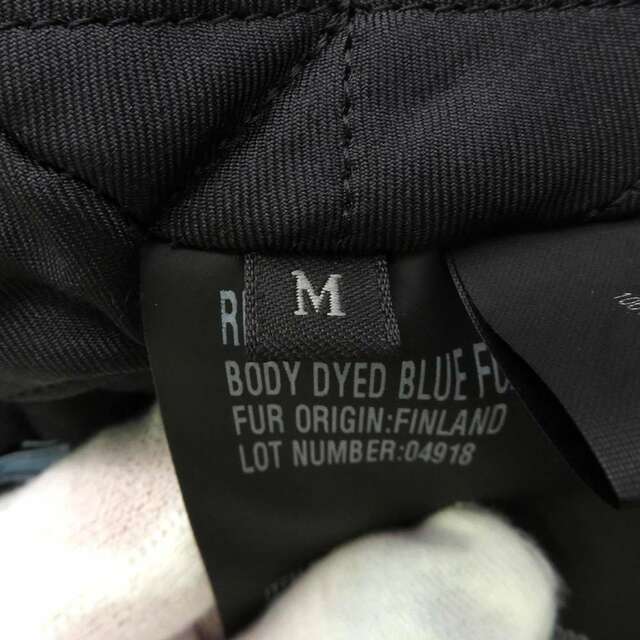 M
BODY DYED BLUE
FUR ORIGIN:FINLAND
LOT NUMBER:04918